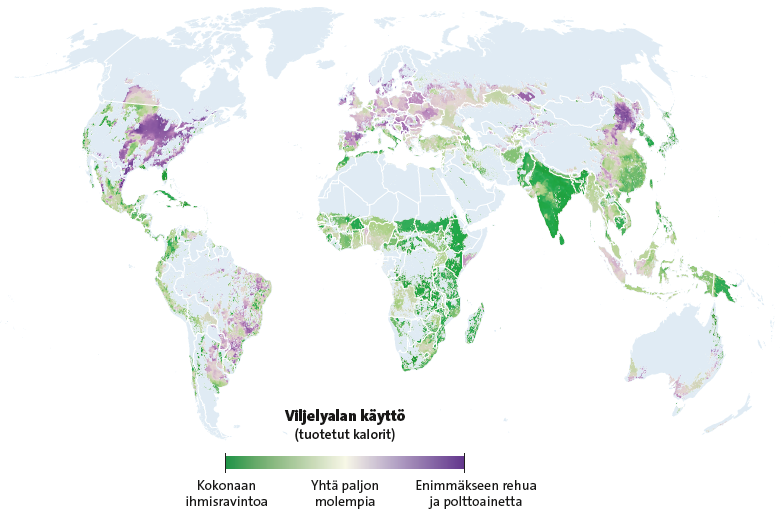 Viljelyalan käyttö
(tuotetut kalorit)
Kokonaan
ihmisravintoa
Yhtä paljon
molempia
Enimmäkseen rehua
ja polttoainetta